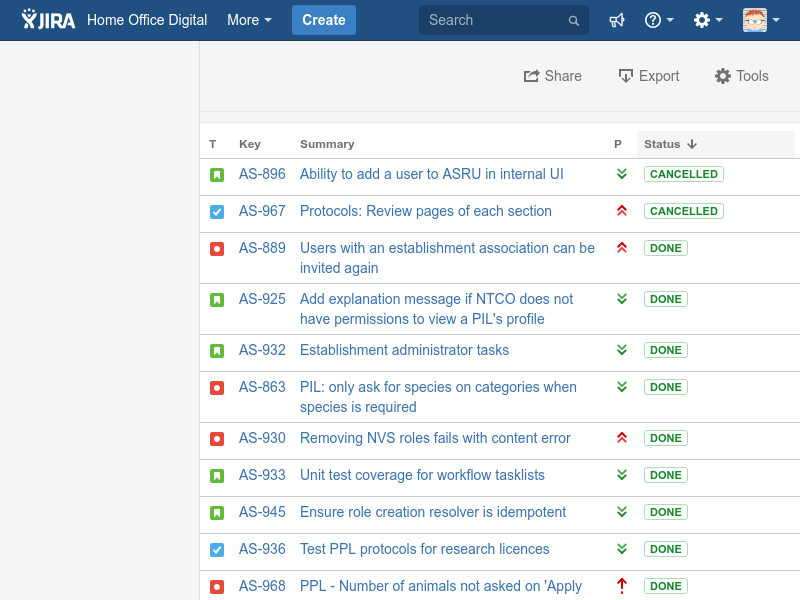 JIRA Home Office Digital More Create Search
Share Export Tools
T Key Summary P Status
AS-896 Ability to add a user to ASRU in internal UI CANCELLED
AS-967 Protocols: Review pages of each section CANCELLED
AS-889 Users with an establishment association can be DONE
invited again
AS-925 Add explanation message if NTCO does not DONE
have permissions to view a PIL's profile
AS-932 Establishment administrator tasks DONE
AS-863 PIL: only ask for species on categories when DONE
species is required
AS-930 Removing NVS roles fails with content error DONE
AS-933 Unit test coverage for workflow tasklists DONE
AS-945 Ensure role creation resolver is idempotent DONE
AS-936 Test PPL protocols for research licences DONE
AS-968 PPL - Number of animals not asked on 'Apply DONE